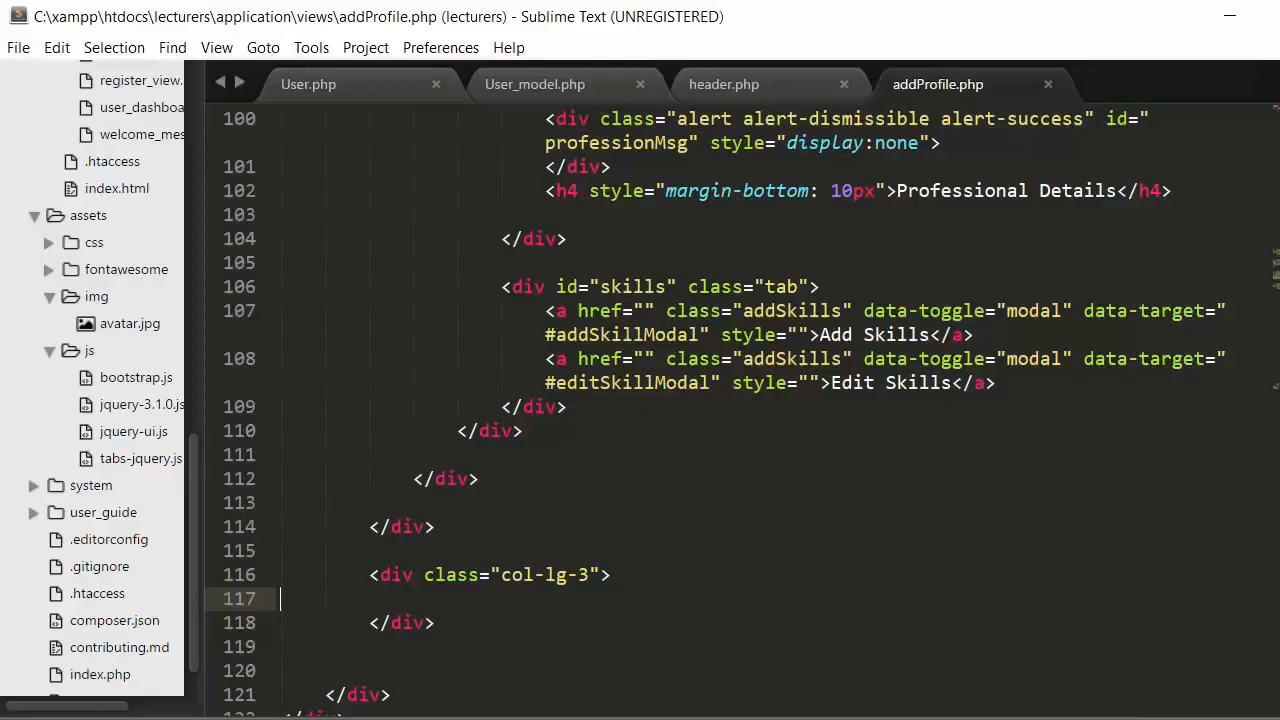 C:\xampp\htdocs\lecturers\application\views\addProfile.php (lecturers) - Sublime Text (UNREGISTERED)
File Edit Selection Find View Goto Tools Project Preferences Help
register_view.
user_dashboa
welcome_mes
.htaccess
index.html
assets
css
fontawesome
img
avatar.jpg
js
bootstrap.js
jquery-3.1.0.js
jquery-ui.js
tabs-jquery.js
system
user_guide
.editorconfig
.gitignore
.htaccess
composer.json
contributing.md
index.php
User.php × User_model.php × header.php × addProfile.php ×
100 <div class="alert alert-dismissible alert-success" id="
professionMsg" style="display:none">
101 </div>
102 <h4 style="margin-bottom: 10px">Professional Details</h4>
103
104 </div>
105
106 <div id="skills" class="tab">
107 <a href="" class="addSkills" data-toggle="modal" data-target="
#addSkillModal" style="">Add Skills</a>
108 <a href="" class="addSkills" data-toggle="modal" data-target="
#editSkillModal" style="">Edit Skills</a>
109 </div>
110 </div>
111
112 </div>
113
114 </div>
115
116 <div class="col-lg-3">
117
118 </div>
119
120
121 </div>